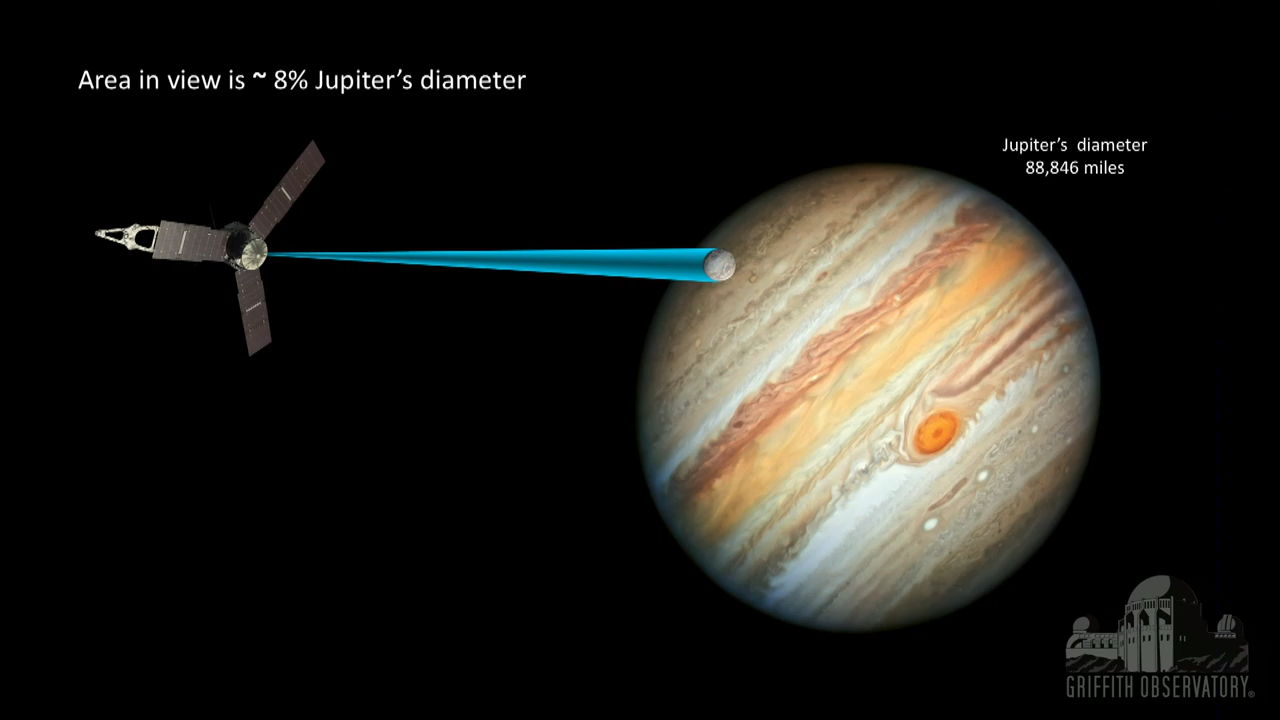 Area in view is ~ 8% Jupiter’s diameter
Jupiter’s diameter
88,846 miles
GRIFFITH OBSERVATORY®